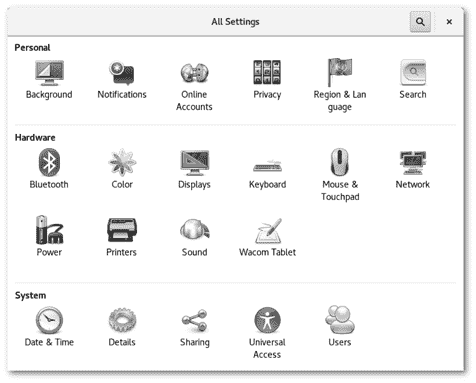 All Settings
Personal
Background
Notifications
Online
Accounts
Privacy
Region & Lan
guage
Search
Hardware
Bluetooth
Color
Displays
Keyboard
Mouse &
Touchpad
Network
Power
Printers
Sound
Wacom Tablet
System
Date & Time
Details
Sharing
Universal
Access
Users